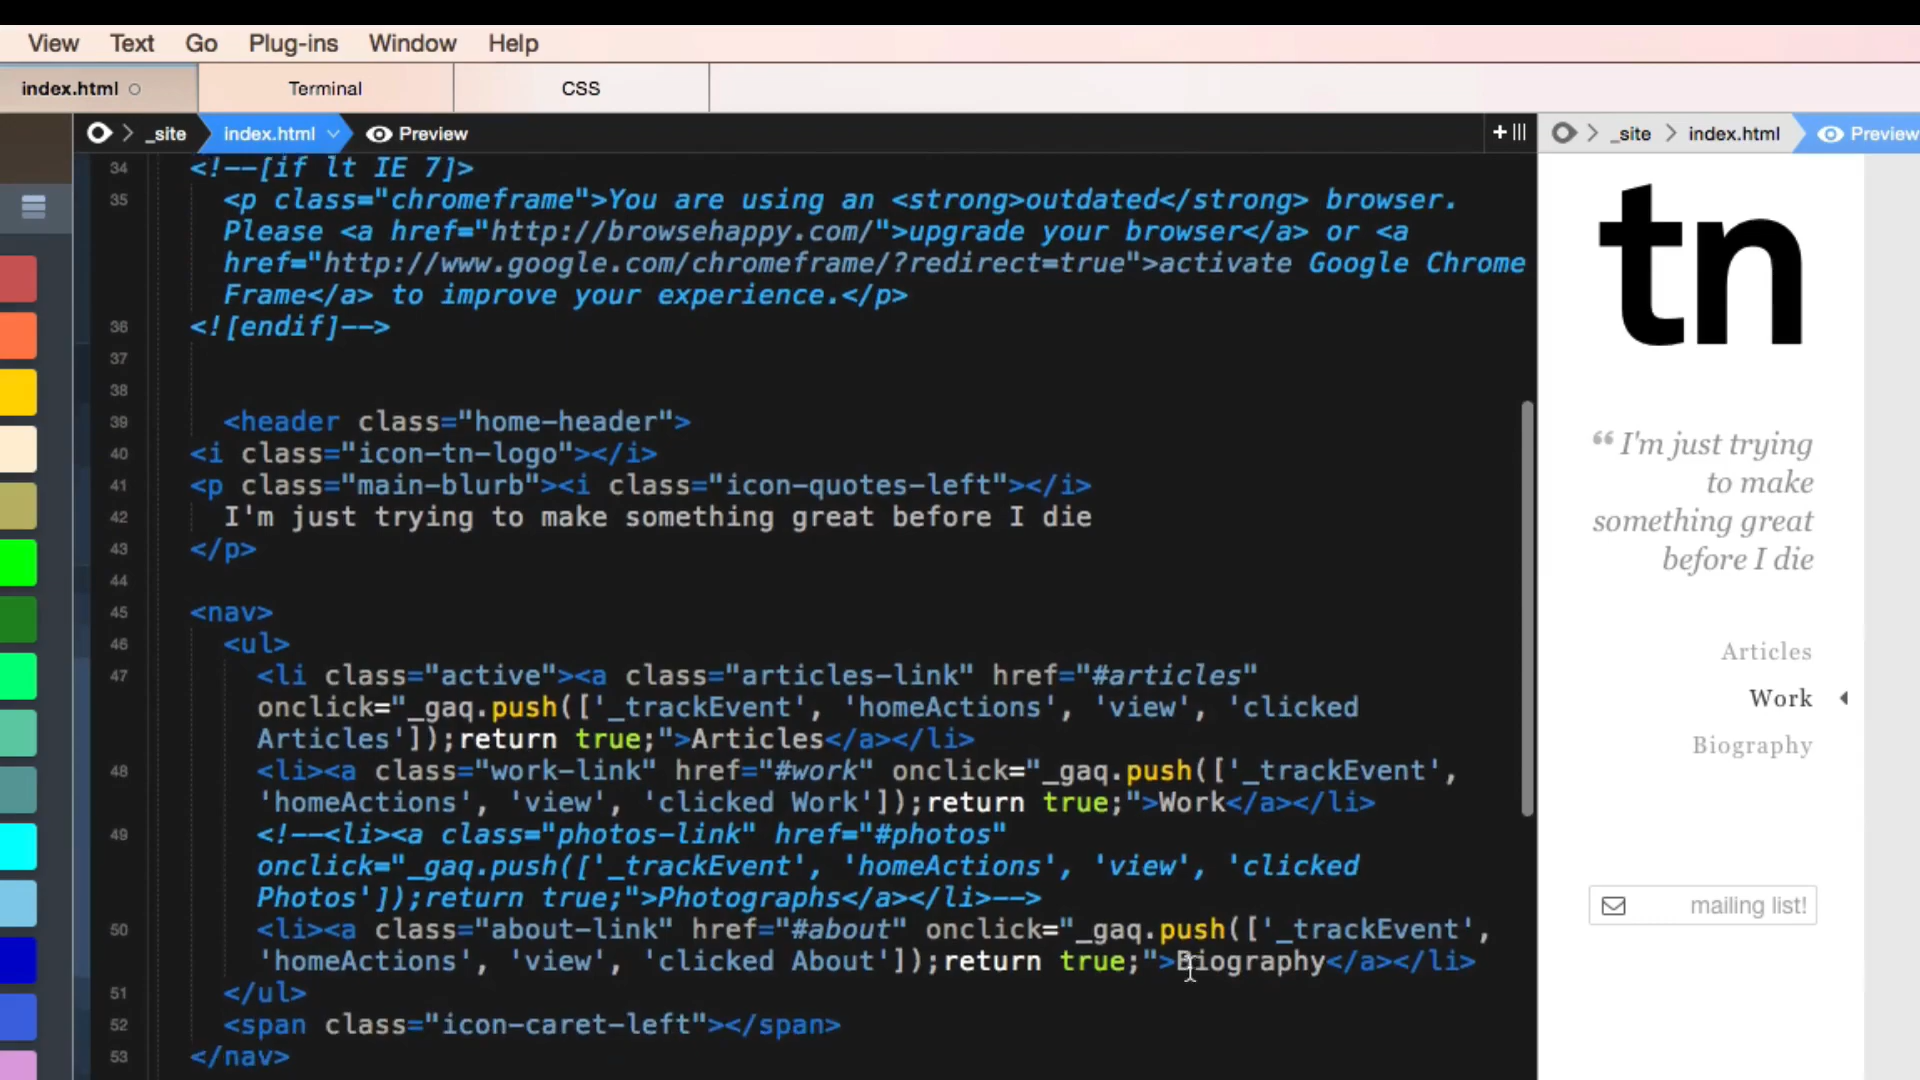 View Text Go Plug-ins Window Help
index.html Terminal CSS
_site index.html Preview
_site index.html Preview
34 <!--[if lt IE 7]>
35 <p class="chromeframe">You are using an <strong>outdated</strong> browser.
Please <a href="http://browsehappy.com/">upgrade your browser</a> or <a
href="http://www.google.com/chromeframe/?redirect=true">activate Google Chrome
Frame</a> to improve your experience.</p>
36 <![endif]-->
37
38
39 <header class="home-header">
40 <i class="icon-tn-logo"></i>
41 <p class="main-blurb"><i class="icon-quotes-left"></i>
42 I'm just trying to make something great before I die
43 </p>
44
45 <nav>
46 <ul>
47 <li class="active"><a class="articles-link" href="#articles"
onclick="_gaq.push(['_trackEvent', 'homeActions', 'view', 'clicked
Articles']);return true;">Articles</a></li>
48 <li><a class="work-link" href="#work" onclick="_gaq.push(['_trackEvent',
'homeActions', 'view', 'clicked Work']);return true;">Work</a></li>
49 <!--<li><a class="photos-link" href="#photos"
onclick="_gaq.push(['_trackEvent', 'homeActions', 'view', 'clicked
Photos']);return true;">Photographs</a></li>-->
50 <li><a class="about-link" href="#about" onclick="_gaq.push(['_trackEvent',
'homeActions', 'view', 'clicked About']);return true;">Biography</a></li>
51 </ul>
52 <span class="icon-caret-left"></span>
53 </nav>
tn
“ I'm just trying
to make
something great
before I die
Articles
Work
Biography
mailing list!